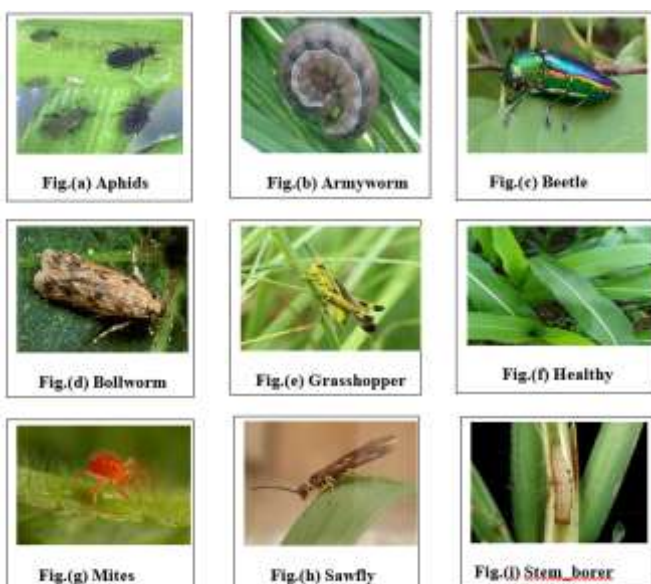 Fig.(a) Aphids
Fig.(b) Armyworm
Fig.(c) Beetle
Fig.(d) Bollworm
Fig.(e) Grasshopper
Fig.(f) Healthy
Fig.(g) Mites
Fig.(h) Sawfly
Fig.(i) Stem_borer